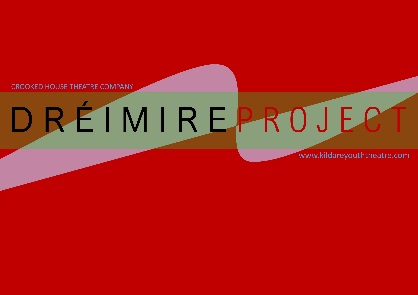 CROOKED HOUSE THEATRE COMPANY
DRÉIMIREPROJECT
www.kildareyouththeatre.com